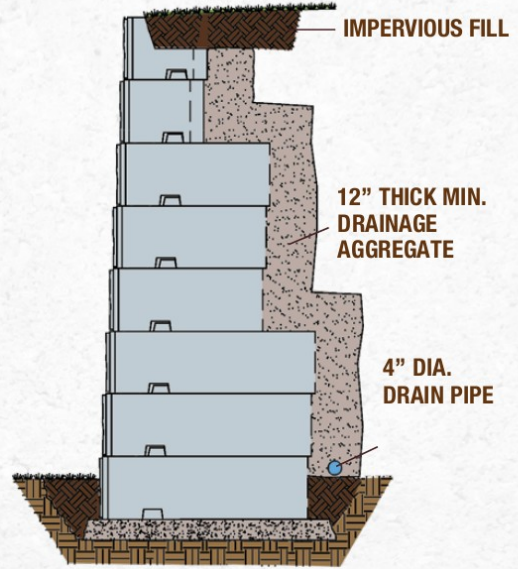 IMPERVIOUS FILL
12” THICK MIN.
DRAINAGE
AGGREGATE
4” DIA.
DRAIN PIPE